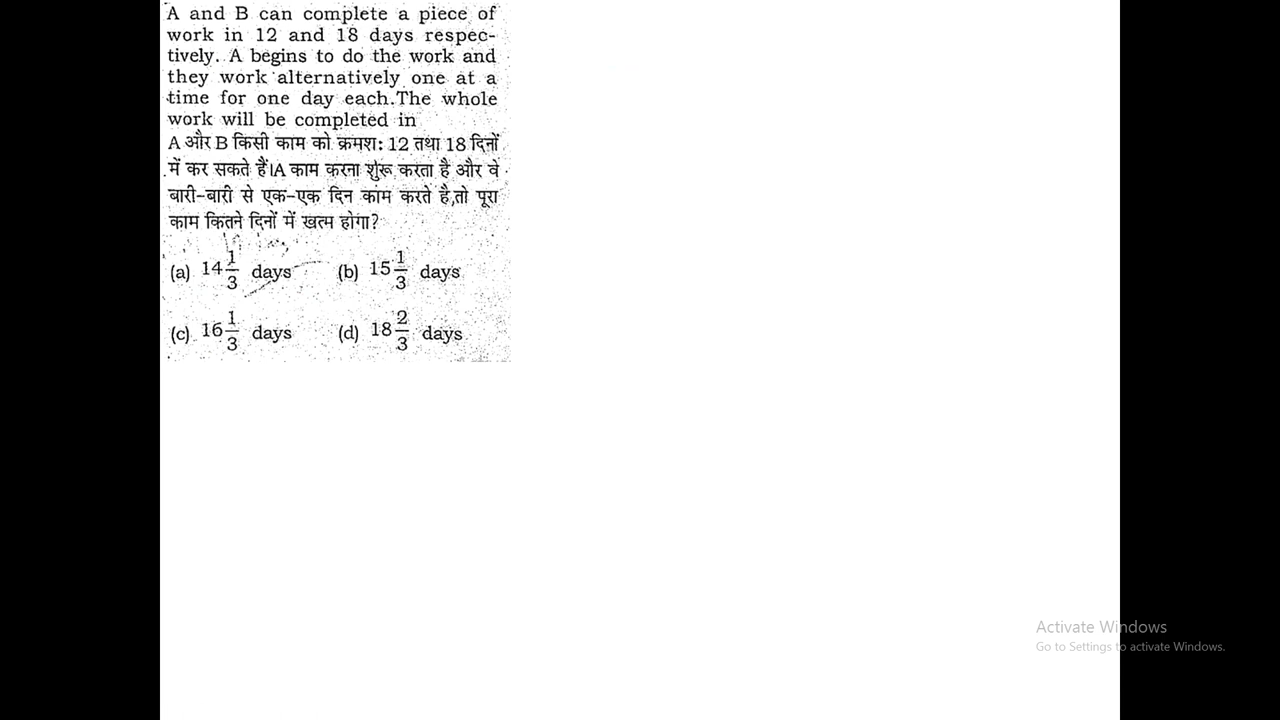 A and B can complete a piece of
work in 12 and 18 days respec-
tively. A begins to do the work and
they work alternatively one at a
time for one day each.The whole
work will be completed in
A और B किसी काम को क्रमश: 12 तथा 18 दिनों
में कर सकते हैं।A काम करना शुरू करता है और वे
बारी-बारी से एक-एक दिन काम करते है,तो पूरा
काम कितने दिनों में खत्म होगा?
(a) 14 1/3 days (b) 15 1/3 days
(c) 16 1/3 days (d) 18 2/3 days
Activate Windows
Go to Settings to activate Windows.